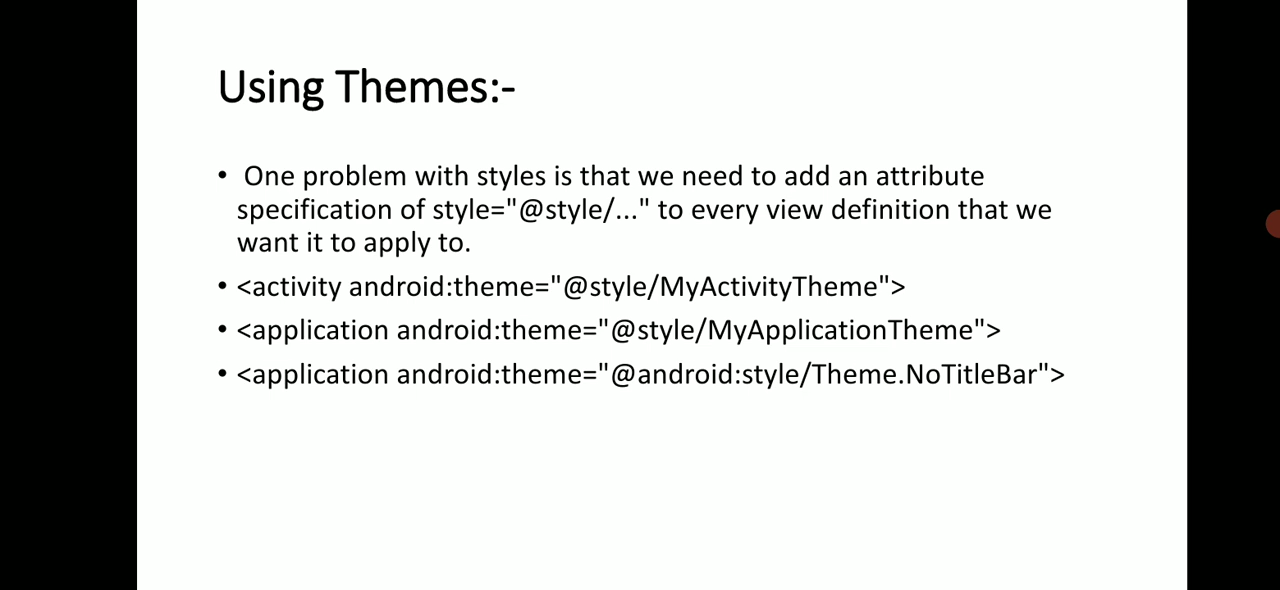 Using Themes:-
• One problem with styles is that we need to add an attribute
specification of style="@style/..." to every view definition that we
want it to apply to.
• <activity android:theme="@style/MyActivityTheme">
• <application android:theme="@style/MyApplicationTheme">
• <application android:theme="@android:style/Theme.NoTitleBar">